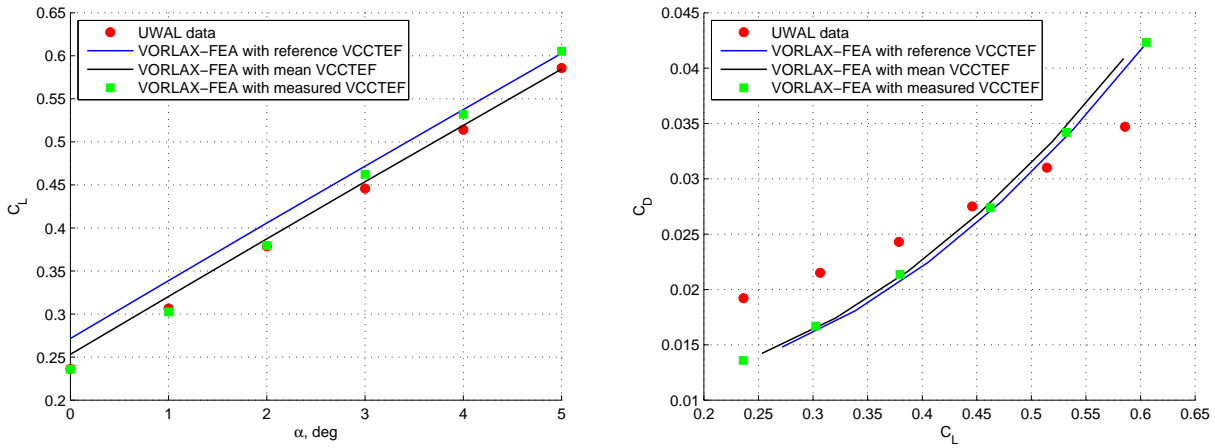 UWAL data
VORLAX−FEA with reference VCCTEF
VORLAX−FEA with mean VCCTEF
VORLAX−FEA with measured VCCTEF
0.65
0.6
0.55
0.5
0.45
0.4
0.35
0.3
0.25
0.2
C_L
0 1 2 3 4 5
α, deg
UWAL data
VORLAX−FEA with reference VCCTEF
VORLAX−FEA with mean VCCTEF
VORLAX−FEA with measured VCCTEF
0.045
0.04
0.035
0.03
0.025
0.02
0.015
0.01
C_D
0.2 0.25 0.3 0.35 0.4 0.45 0.5 0.55 0.6 0.65
C_L